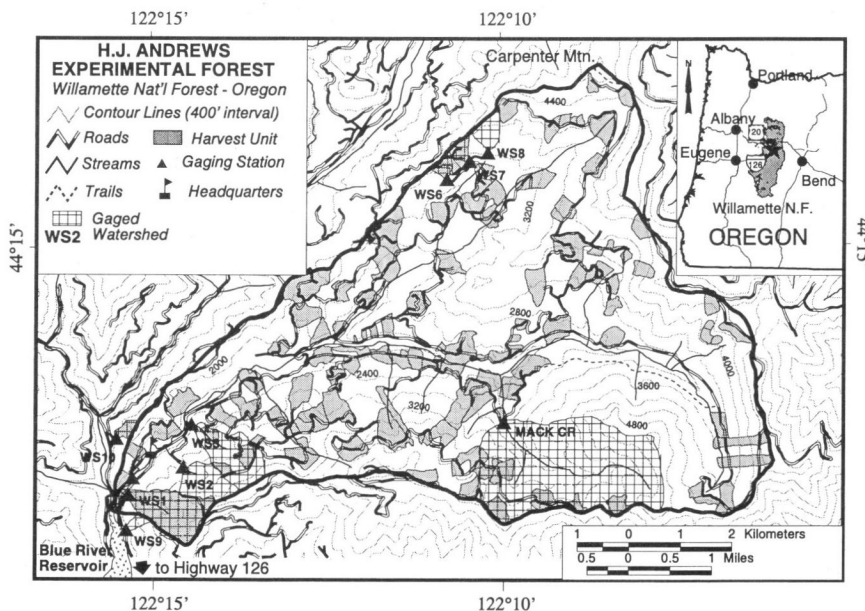 122°15'
122°10'
H.J. ANDREWS
EXPERIMENTAL FOREST
Willamette Nat'l Forest - Oregon
Contour Lines (400' interval)
Roads
Harvest Unit
Streams
Gaging Station
Trails
Headquarters
Gaged
Watershed
WS2
Carpenter Mtn.
4400
WS8
WS7
WS6
3200
N
Portland
Albany
20
Eugene
126
Bend
Willamette N.F.
OREGON
44°15'
2800
2000
2400
3200
3600
4000
4800
MACK CR
WS2
WS1
WS9
Blue River
Reservoir
to Highway 126
1 0 1 2 Kilometers
0.5 0 0.5 1 Miles
122°15'
122°10'